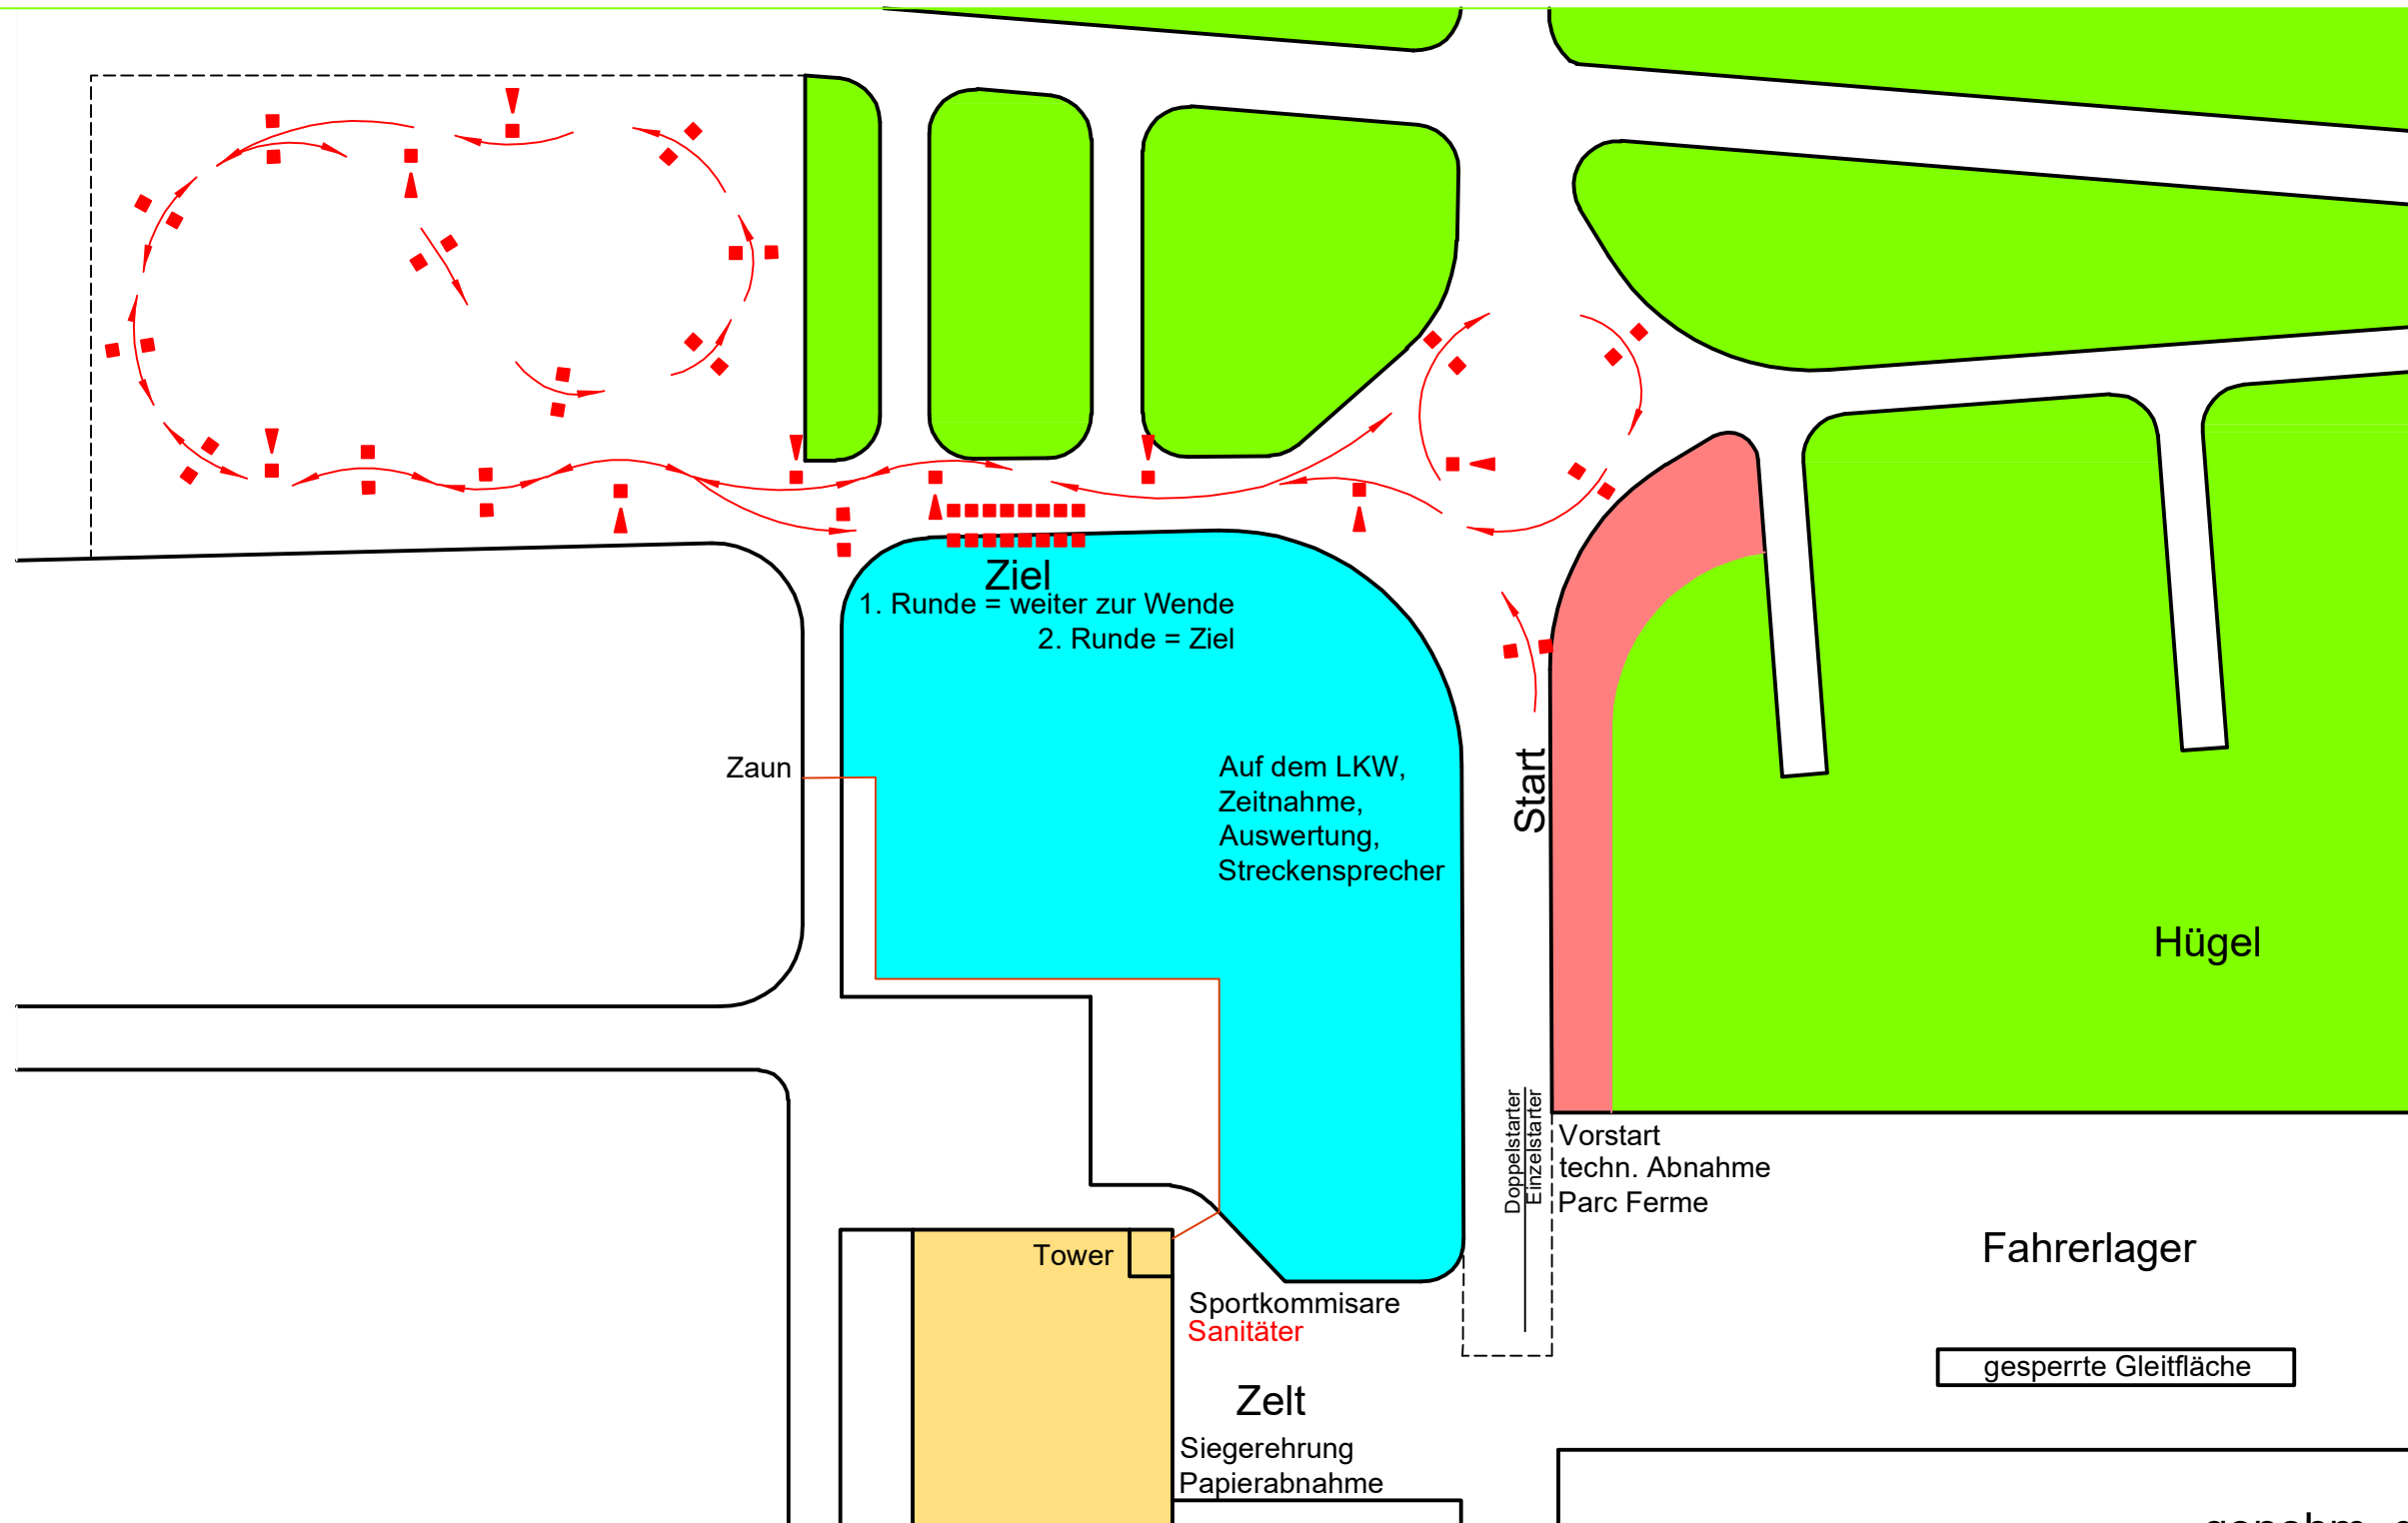 Ziel
1. Runde = weiter zur Wende
2. Runde = Ziel
Zaun
Auf dem LKW,
Zeitnahme,
Auswertung,
Streckensprecher
Start
Hügel
Doppelstarter
Einzelstarter
Vorstart
techn. Abnahme
Parc Ferme
Tower
Fahrerlager
Sportkommisare
Sanitäter
gesperrte Gleitfläche
Zelt
Siegerehrung
Papierabnahme